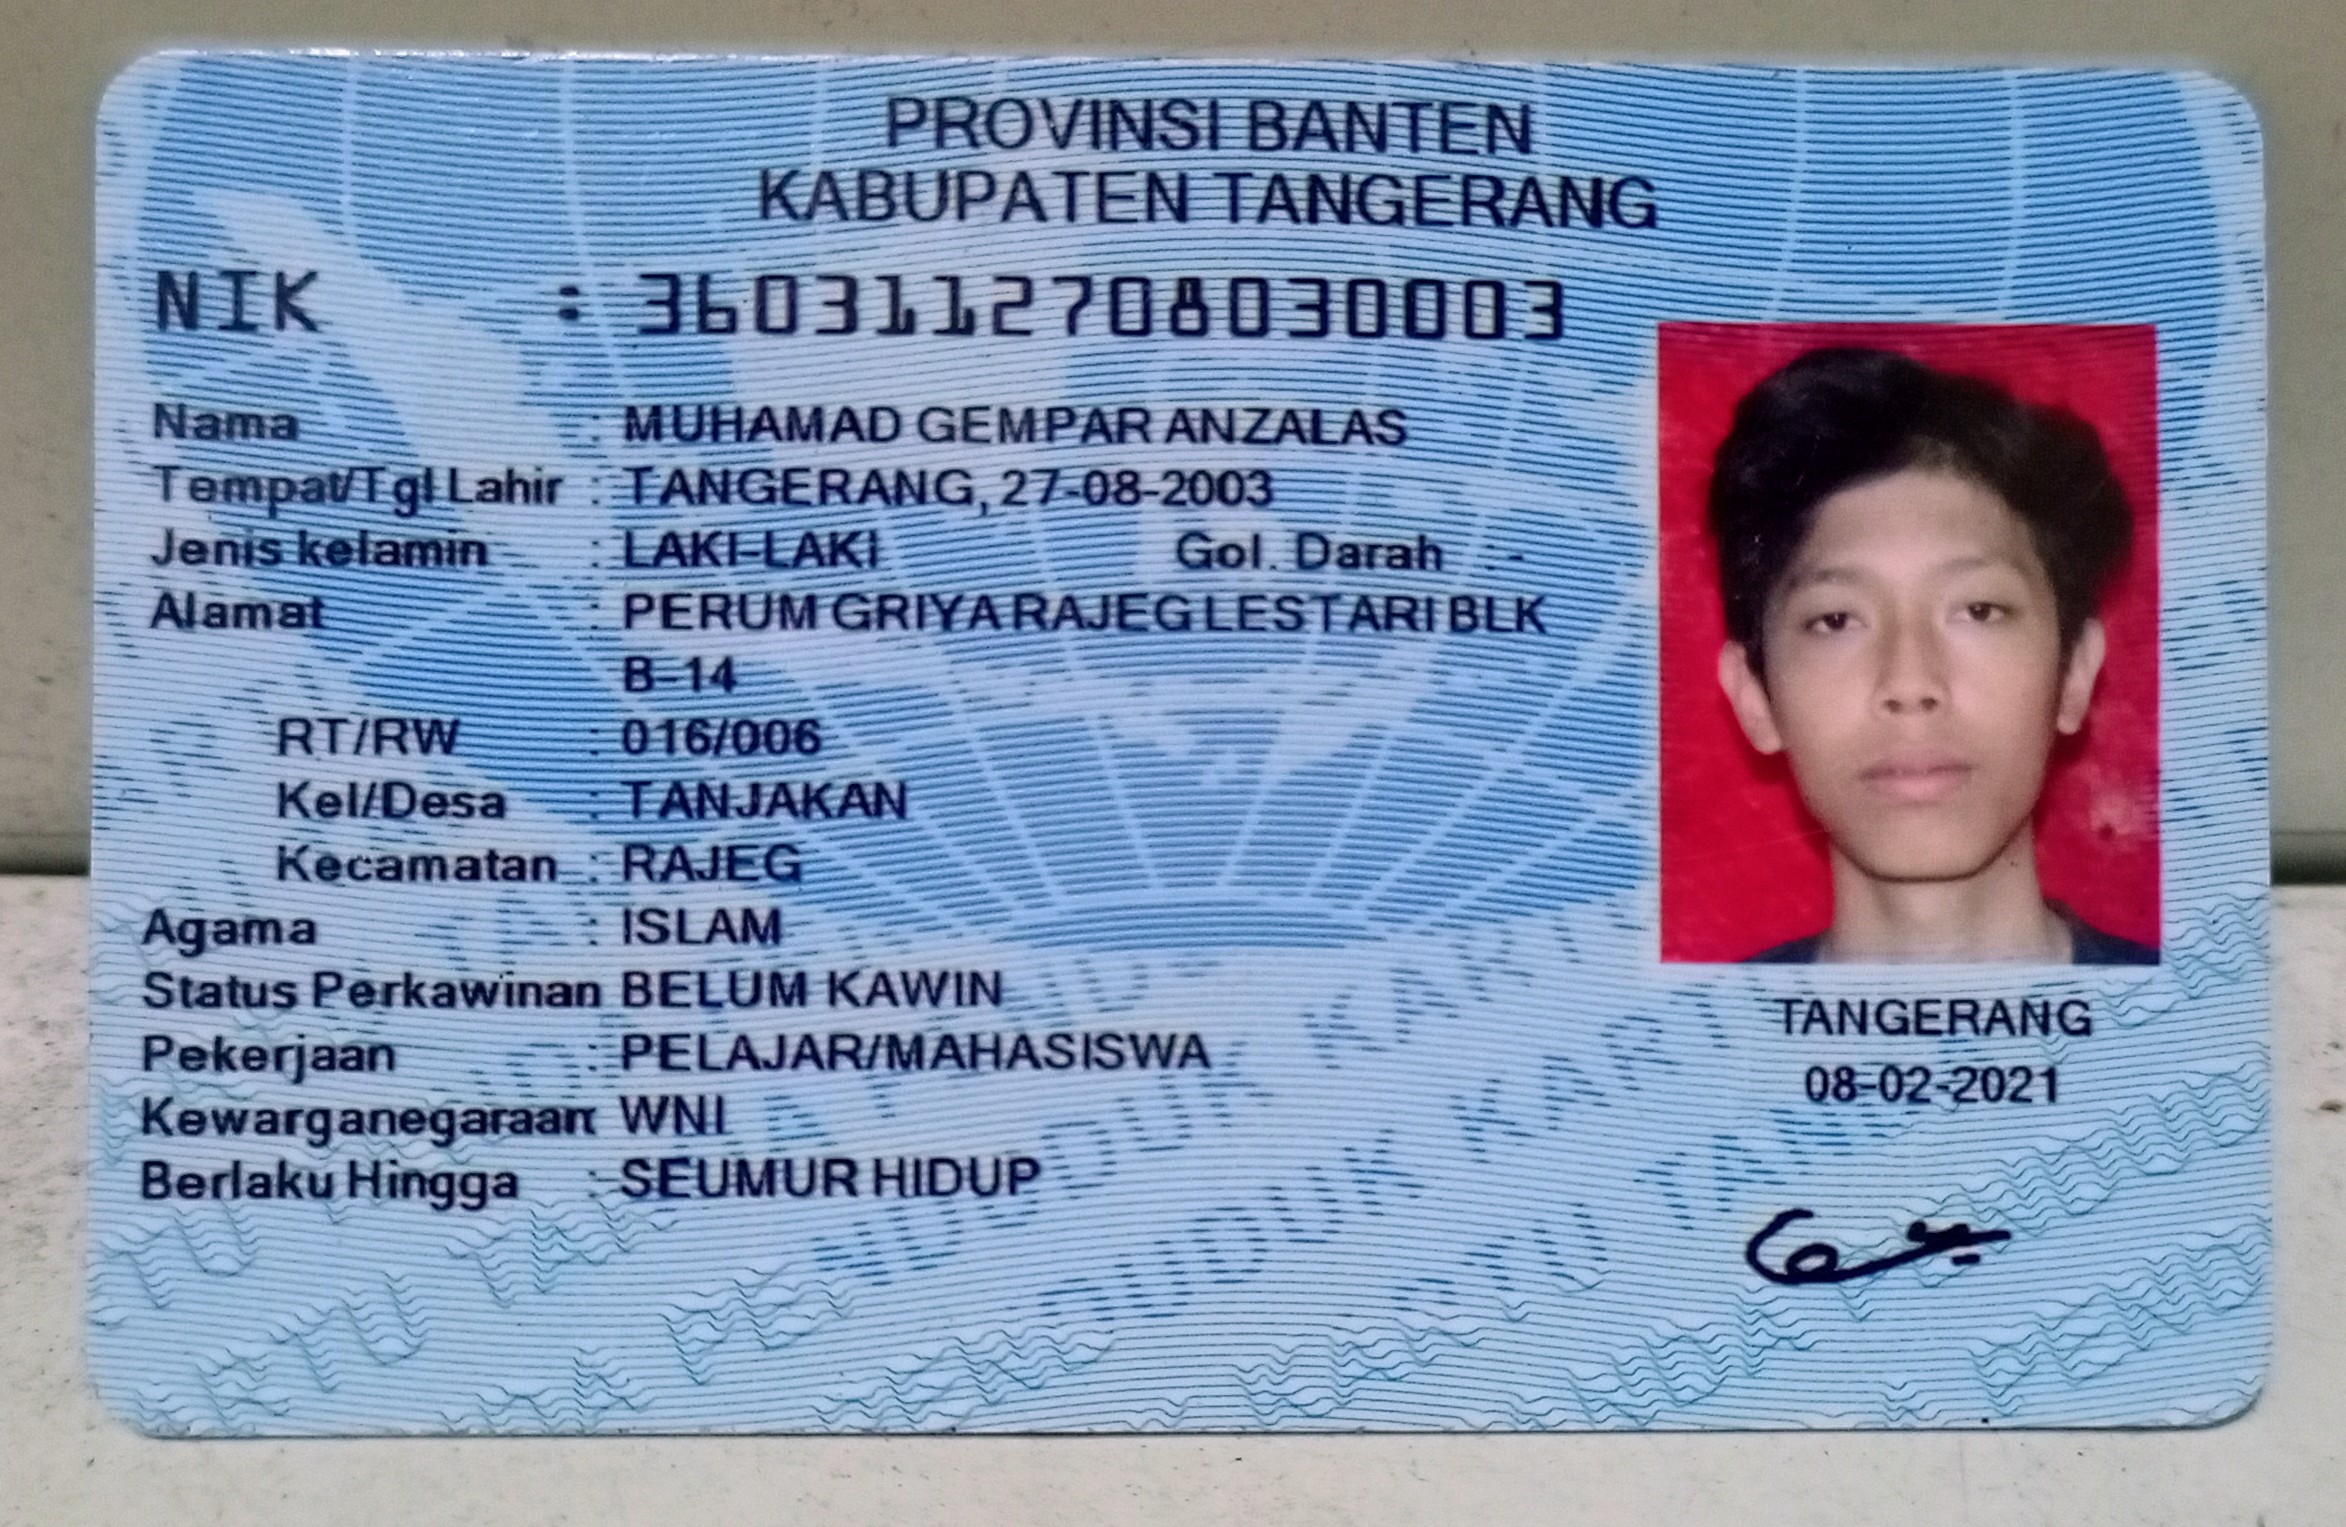 PROVINSI BANTEN
KABUPATEN TANGERANG
NIK : 3603112708030003
Nama : MUHAMAD GEMPAR ANZALAS
Tempat/Tgl Lahir : TANGERANG, 27-08-2003
Jenis kelamin : LAKI-LAKI Gol. Darah : -
Alamat : PERUM GRIYA RAJEG LESTARI BLK
B-14
RT/RW : 016/006
Kel/Desa : TANJAKAN
Kecamatan : RAJEG
Agama : ISLAM
Status Perkawinan BELUM KAWIN
Pekerjaan : PELAJAR/MAHASISWA
Kewarganegaraan WNI
Berlaku Hingga : SEUMUR HIDUP
TANGERANG
08-02-2021